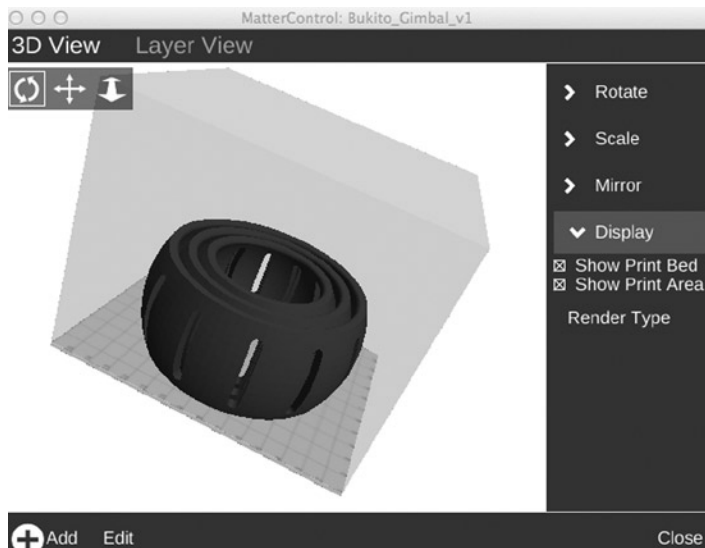 MatterControl: Bukito_Gimbal_v1
3D View Layer View
Rotate
Scale
Mirror
Display
Show Print Bed
Show Print Area
Render Type
Add Edit Close